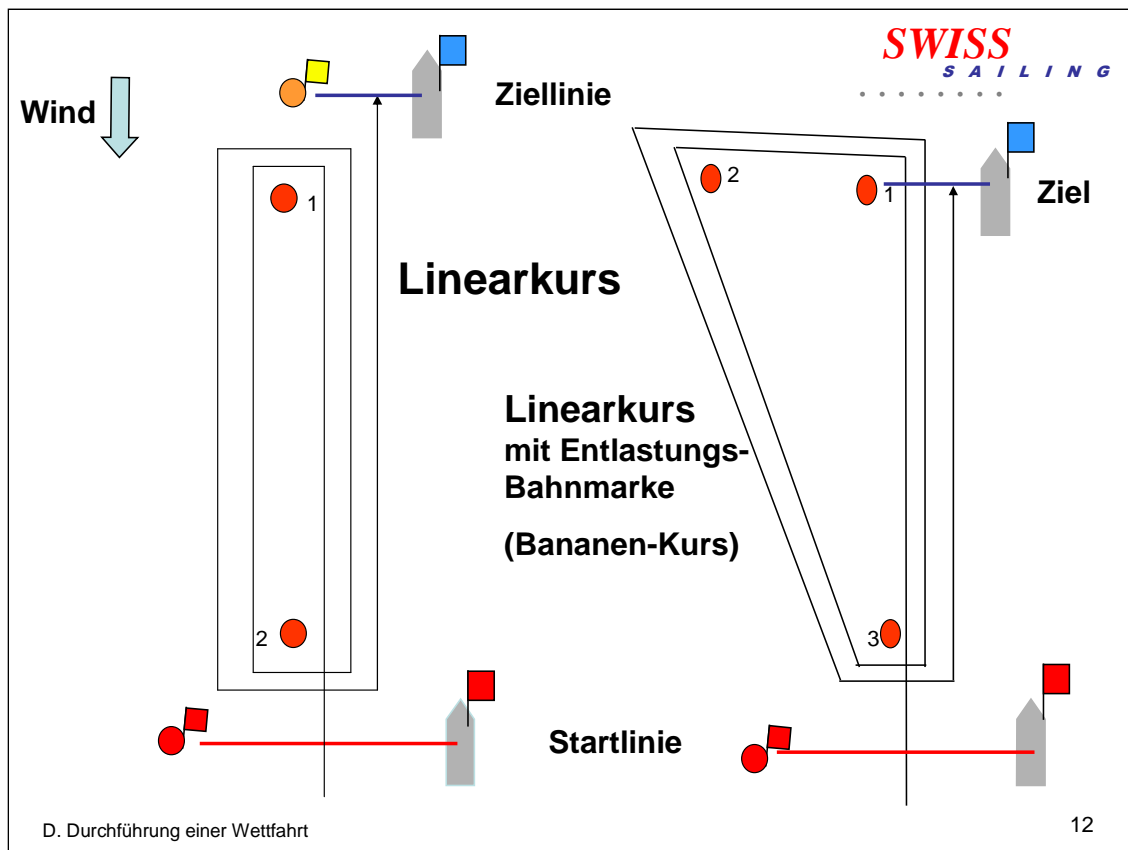 SWISS
SAILING
Wind
Ziellinie
1
2
1
Ziel
Linearkurs
Linearkurs
mit Entlastungs-
Bahnmarke
(Bananen-Kurs)
2
3
Startlinie
D. Durchführung einer Wettfahrt
12